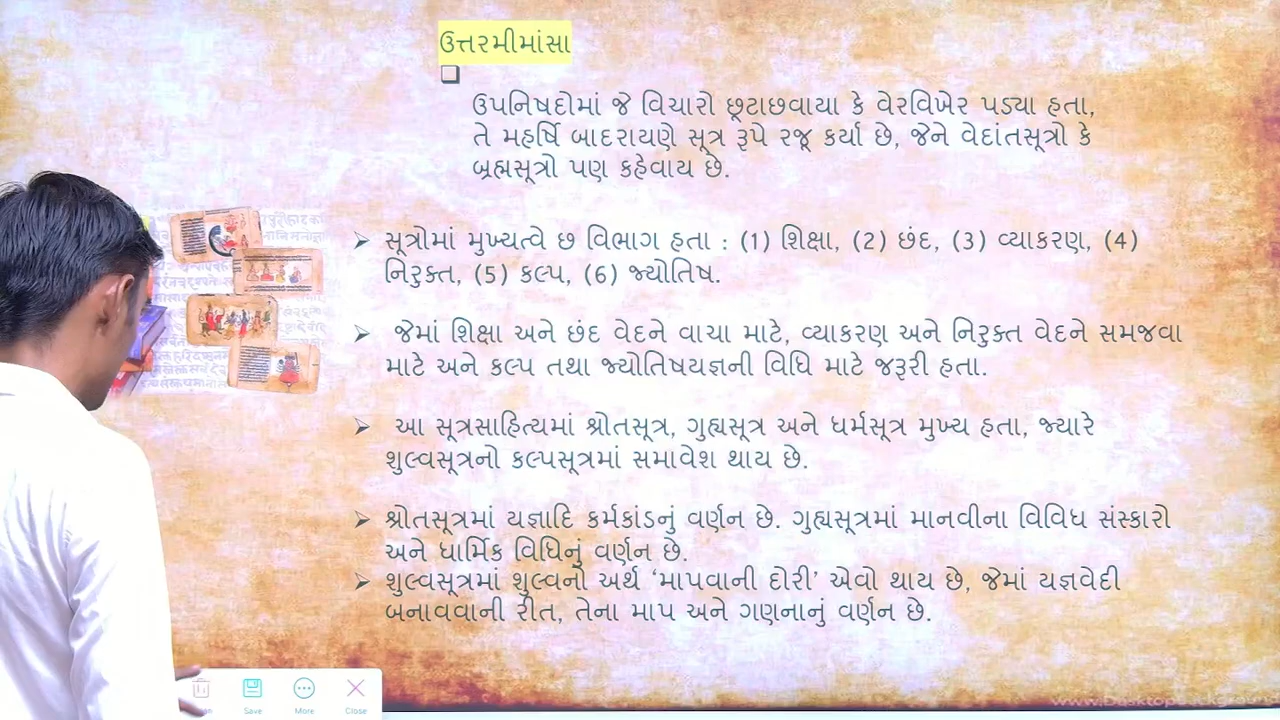 ઉત્તરમીમાંસા
ઉપનિષદોમાં જે વિચારો છૂટાછવાયા કે વેરવિખેર પડ્યા હતા,
તે મહર્ષિ બાદરાયણે સૂત્ર રૂપે રજૂ કર્યા છે, જેને વેદાંતસૂત્રો કે
બ્રહ્મસૂત્રો પણ કહેવાય છે.
➢ સૂત્રોમાં મુખ્યત્વે છ વિભાગ હતા : (1) શિક્ષા, (2) છંદ, (3) વ્યાકરણ, (4)
નિરુક્ત, (5) કલ્પ, (6) જ્યોતિષ.
➢ જેમાં શિક્ષા અને છંદ વેદને વાચા માટે, વ્યાકરણ અને નિરુક્ત વેદને સમજવા
માટે અને કલ્પ તથા જ્યોતિષયજ્ઞની વિધિ માટે જરૂરી હતા.
➢ આ સૂત્રસાહિત્યમાં શ્રોતસૂત્ર, ગુહ્યસૂત્ર અને ધર્મસૂત્ર મુખ્ય હતા, જ્યારે
શુલ્વસૂત્રનો કલ્પસૂત્રમાં સમાવેશ થાય છે.
➢ શ્રોતસૂત્રમાં યજ્ઞાદિ કર્મકાંડનું વર્ણન છે. ગુહ્યસૂત્રમાં માનવીના વિવિધ સંસ્કારો
અને ધાર્મિક વિધિનું વર્ણન છે.
➢ શુલ્વસૂત્રમાં શુલ્વનો અર્થ ‘માપવાની દોરી’ એવો થાય છે, જેમાં યજ્ઞવેદી
બનાવવાની રીત, તેના માપ અને ગણનાનું વર્ણન છે.
Save More Close